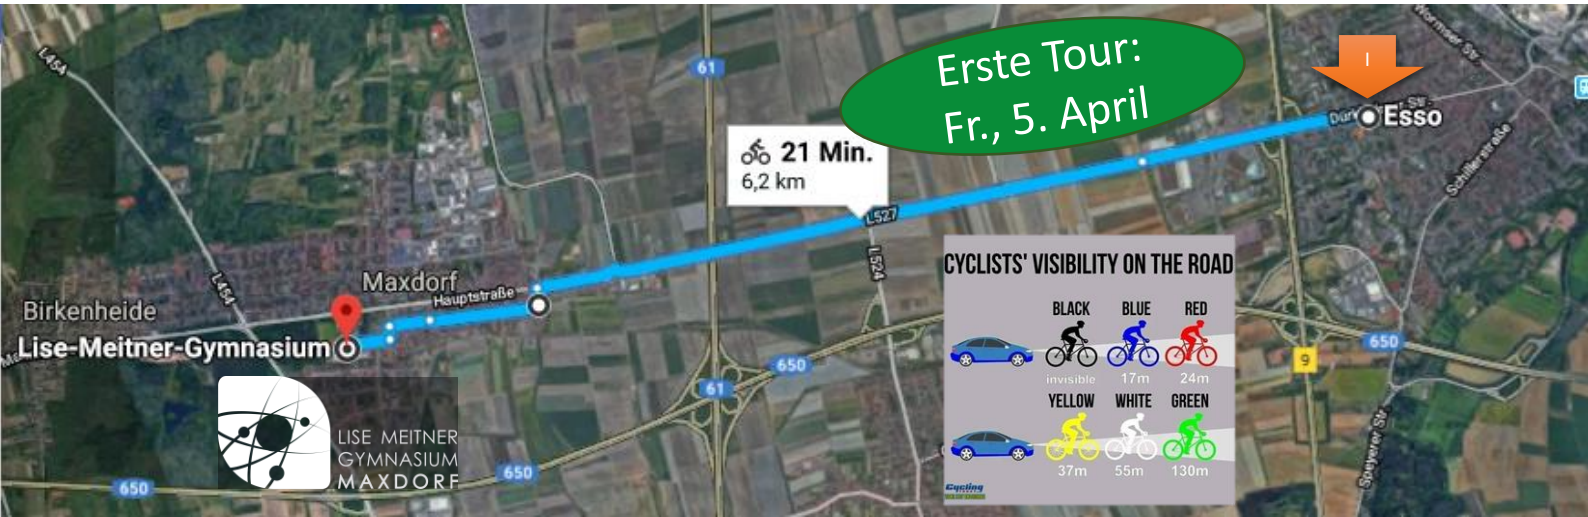 Erste Tour:
Fr., 5. April
I
Esso
Wormser Str.
Schillerstraße
Speyerer Str.
L454
61
21 Min.
6,2 km
L527
L524
Maxdorf
Hauptstraße
Birkenheide
L454
Lise-Meitner-Gymnasium
LISE MEITNER
GYMNASIUM
MAXDORF
650
650
650
61
650
9
CYCLISTS' VISIBILITY ON THE ROAD
BLACK BLUE RED
invisible 17m 24m
YELLOW WHITE GREEN
37m 55m 130m
Cycling